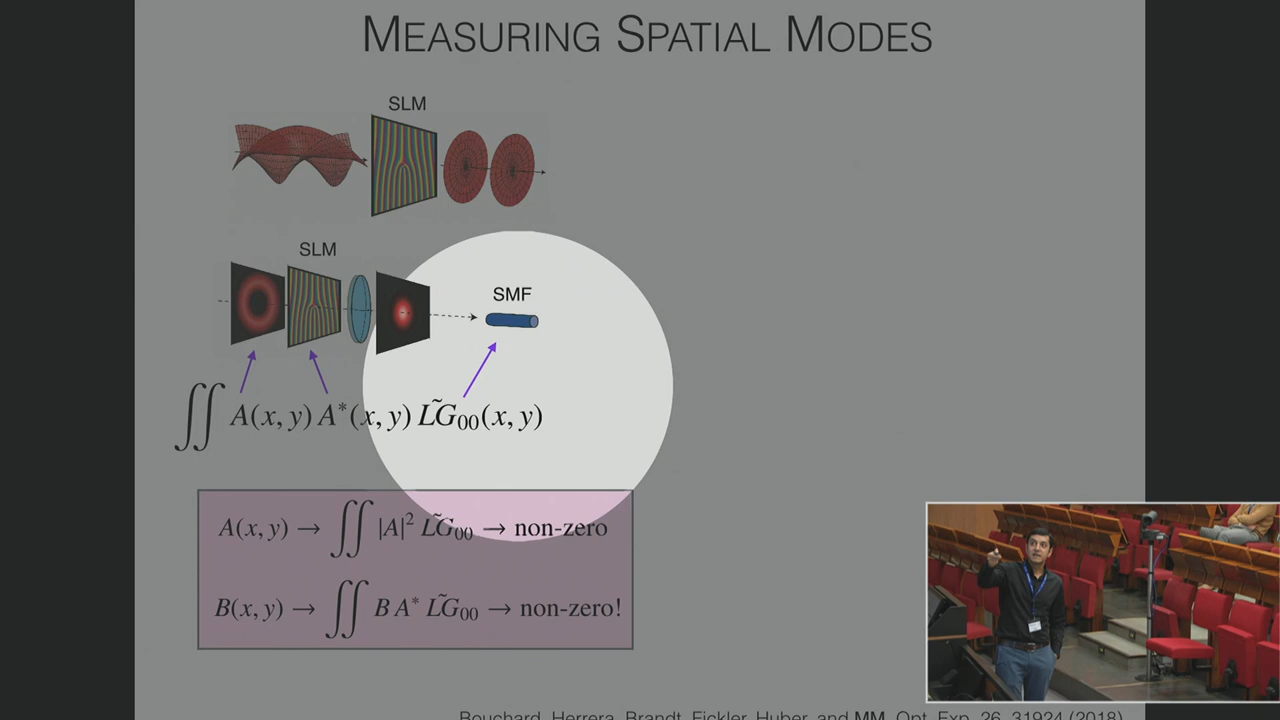 MEASURING SPATIAL MODES
SLM
SLM
SMF
∬ A(x, y) A*(x, y) L̃G₀₀(x, y)
A(x, y) → ∬ |A|² L̃G₀₀ → non-zero
B(x, y) → ∬ B A* L̃G₀₀ → non-zero!
Bouchard, Herrera, Brandt, Fickler, Huber, and MM, Opt. Exp. 26, 31924 (2018)